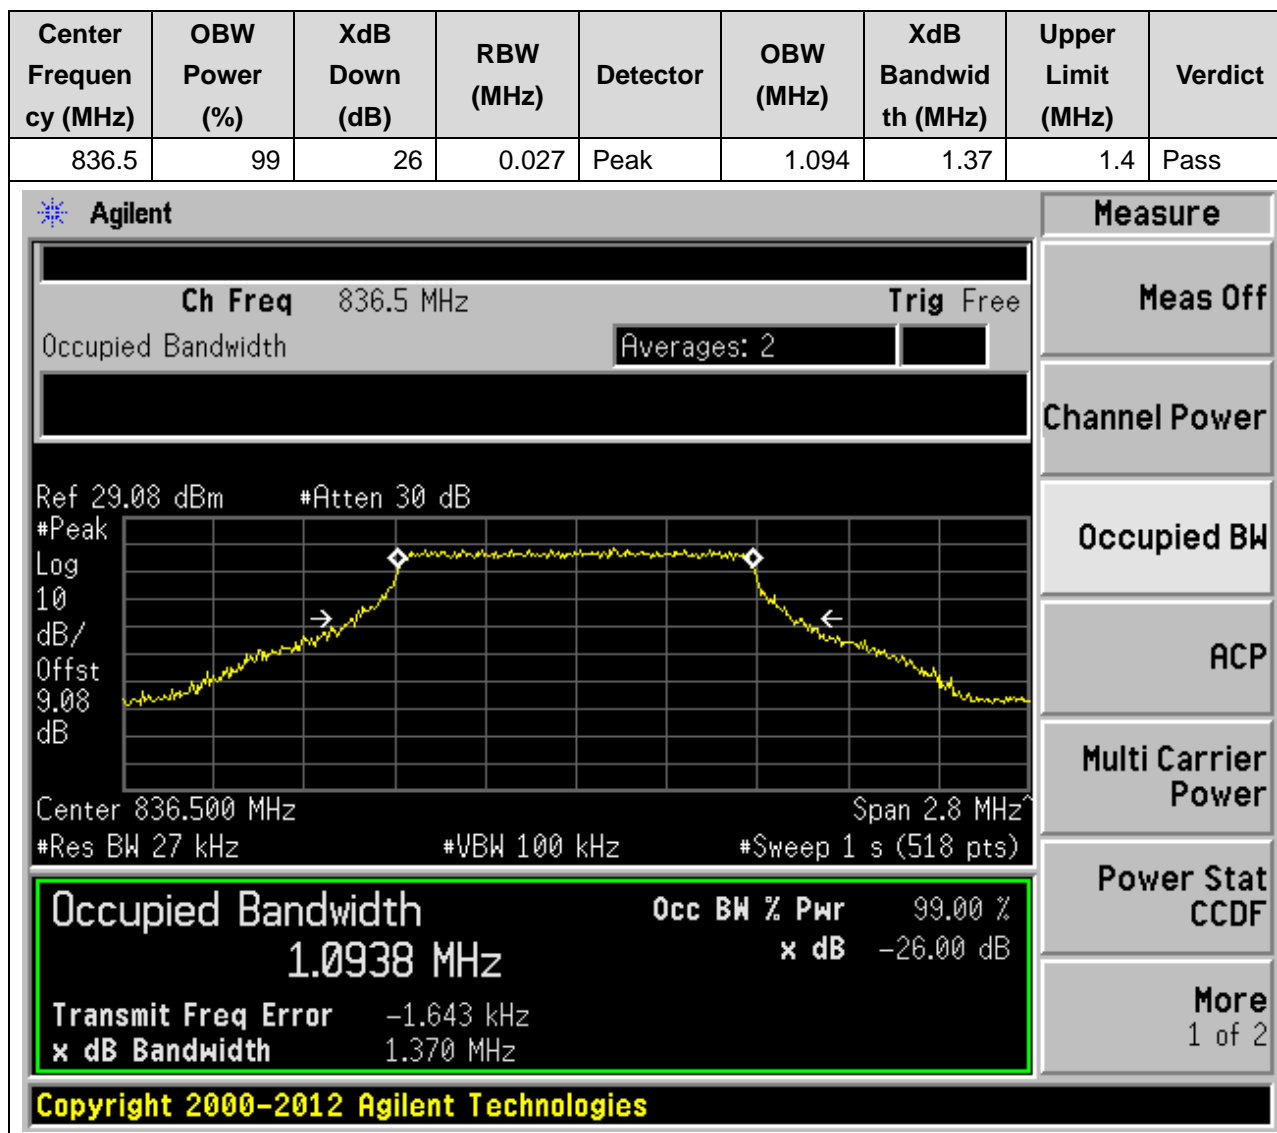 Center Frequen cy (MHz) OBW Power (%) XdB Down (dB) RBW (MHz) Detector OBW (MHz) XdB Bandwid th (MHz) Upper Limit (MHz) Verdict
836.5 99 26 0.027 Peak 1.094 1.37 1.4 Pass
Agilent
Measure
Ch Freq 836.5 MHz Trig Free
Meas Off
Occupied Bandwidth
Averages: 2
Channel Power
Ref 29.08 dBm #Atten 30 dB
#Peak
Log
10
dB/
Offst
9.08
dB
Occupied BW
ACP
Multi Carrier
Power
Center 836.500 MHz Span 2.8 MHz^
#Res BW 27 kHz #VBW 100 kHz #Sweep 1 s (518 pts)
Power Stat
CCDF
Occupied Bandwidth Occ BW % Pwr 99.00 %
1.0938 MHz x dB -26.00 dB
Transmit Freq Error -1.643 kHz
x dB Bandwidth 1.370 MHz
More
1 of 2
Copyright 2000-2012 Agilent Technologies